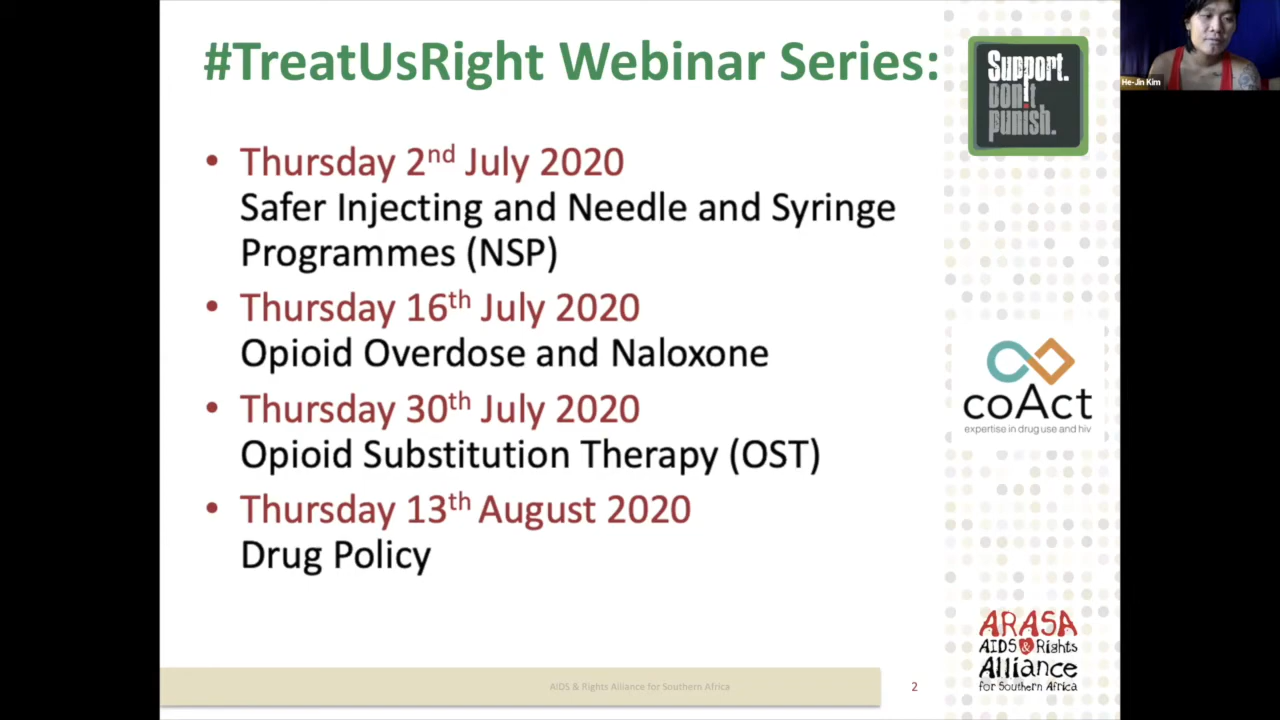 #TreatUsRight Webinar Series:
• Thursday 2nd July 2020
Safer Injecting and Needle and Syringe
Programmes (NSP)
• Thursday 16th July 2020
Opioid Overdose and Naloxone
• Thursday 30th July 2020
Opioid Substitution Therapy (OST)
• Thursday 13th August 2020
Drug Policy
AIDS & Rights Alliance for Southern Africa
2
Support.
Don't
punish.
coAct
expertise in drug use and hiv
ARASA
AIDS & Rights
Alliance
for Southern Africa
He-Jin Kim